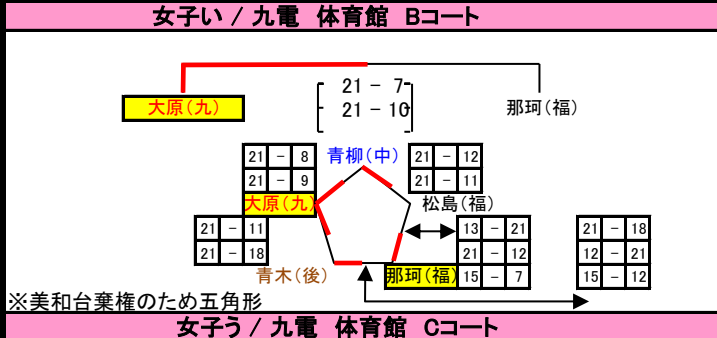 女子い / 九電 体育館 Bコート
大原(九) 21 - 7 那珂(福)
21 - 10
21 - 8 青柳(中) 21 - 12
21 - 9 21 - 11
大原(九) 松島(福)
21 - 11 13 - 21 21 - 18
21 - 18 21 - 12 12 - 21
青木(後) 那珂(福) 15 - 7 15 - 12
※美和台棄権のため五角形
女子う / 九電 体育館 Cコート